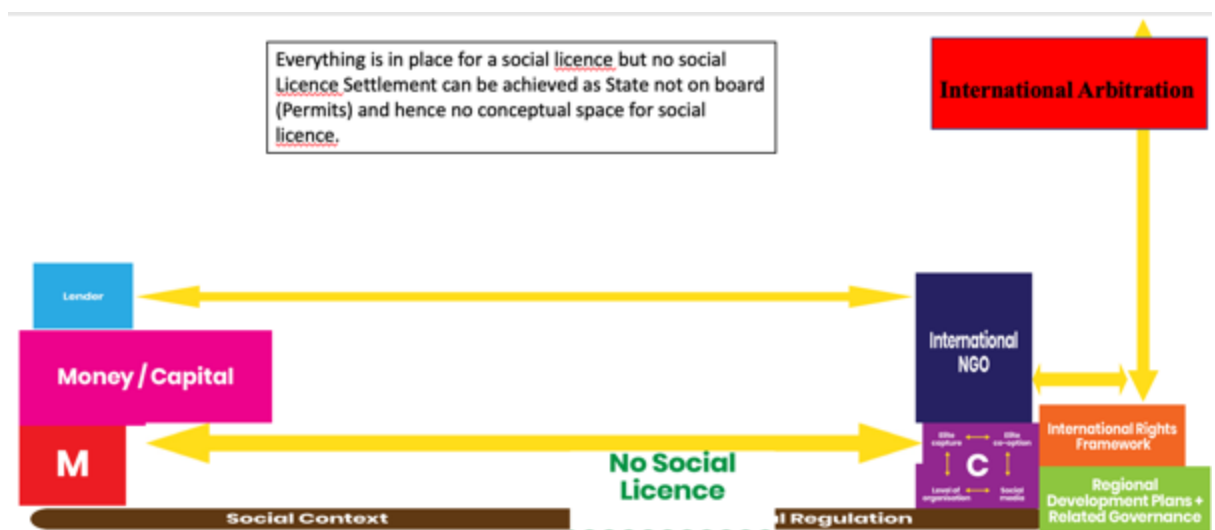 Everything is in place for a social licence but no social
Licence Settlement can be achieved as State not on board
(Permits) and hence no conceptual space for social
licence.
International Arbitration
Lender
Money / Capital
M
International
NGO
Elite
capture
Elite
co-option
C
Level of
organisation
Social
media
International Rights
Framework
Regional
Development Plans +
Related Governance
No Social
Licence
Social Context
l Regulation